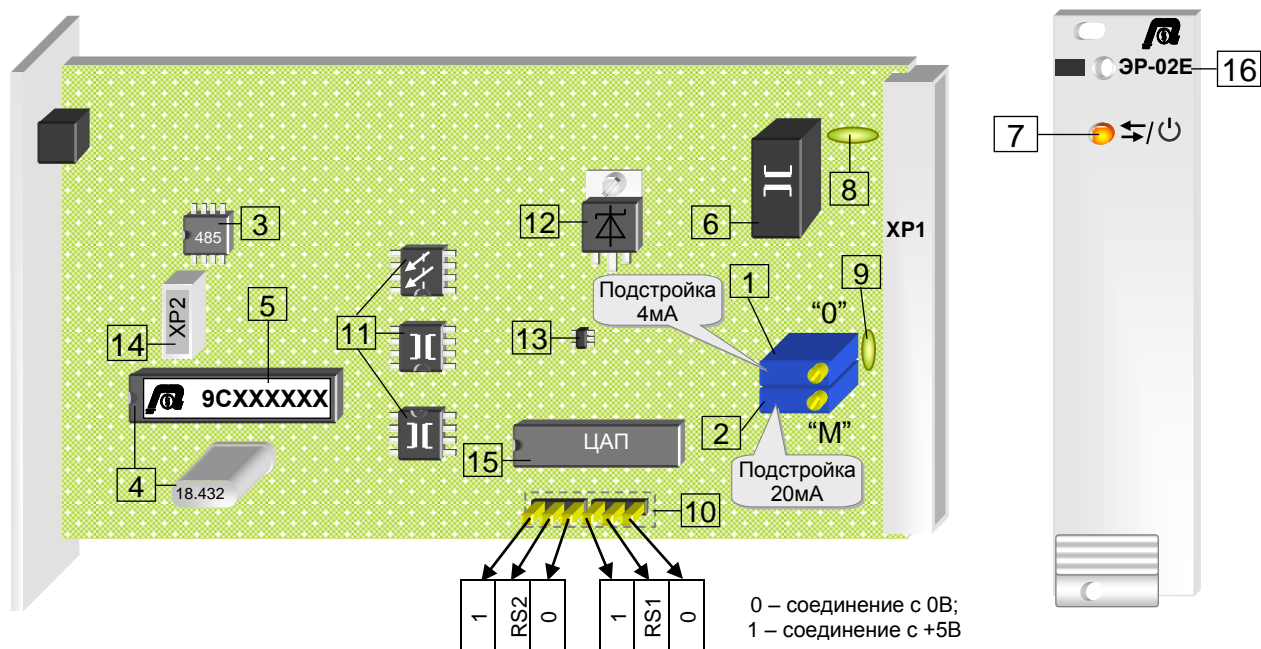 ЭР-02Е
16
7
8
12
6
XP1
3
485
Подстройка
4мА
1
“0”
9
5
11
XP2
14
13
9CXXXXXX
2
“М”
ЦАП
15
4
18.432
Подстройка
20мА
10
1
RS2
0
1
RS1
0
0 – соединение с 0В;
1 – соединение с +5В